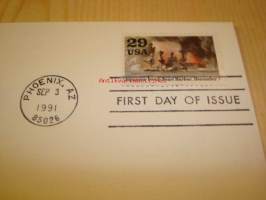 PHOENIX, AZ
SEP 3
1991
85026
29
USA
FIRST DAY OF ISSUE